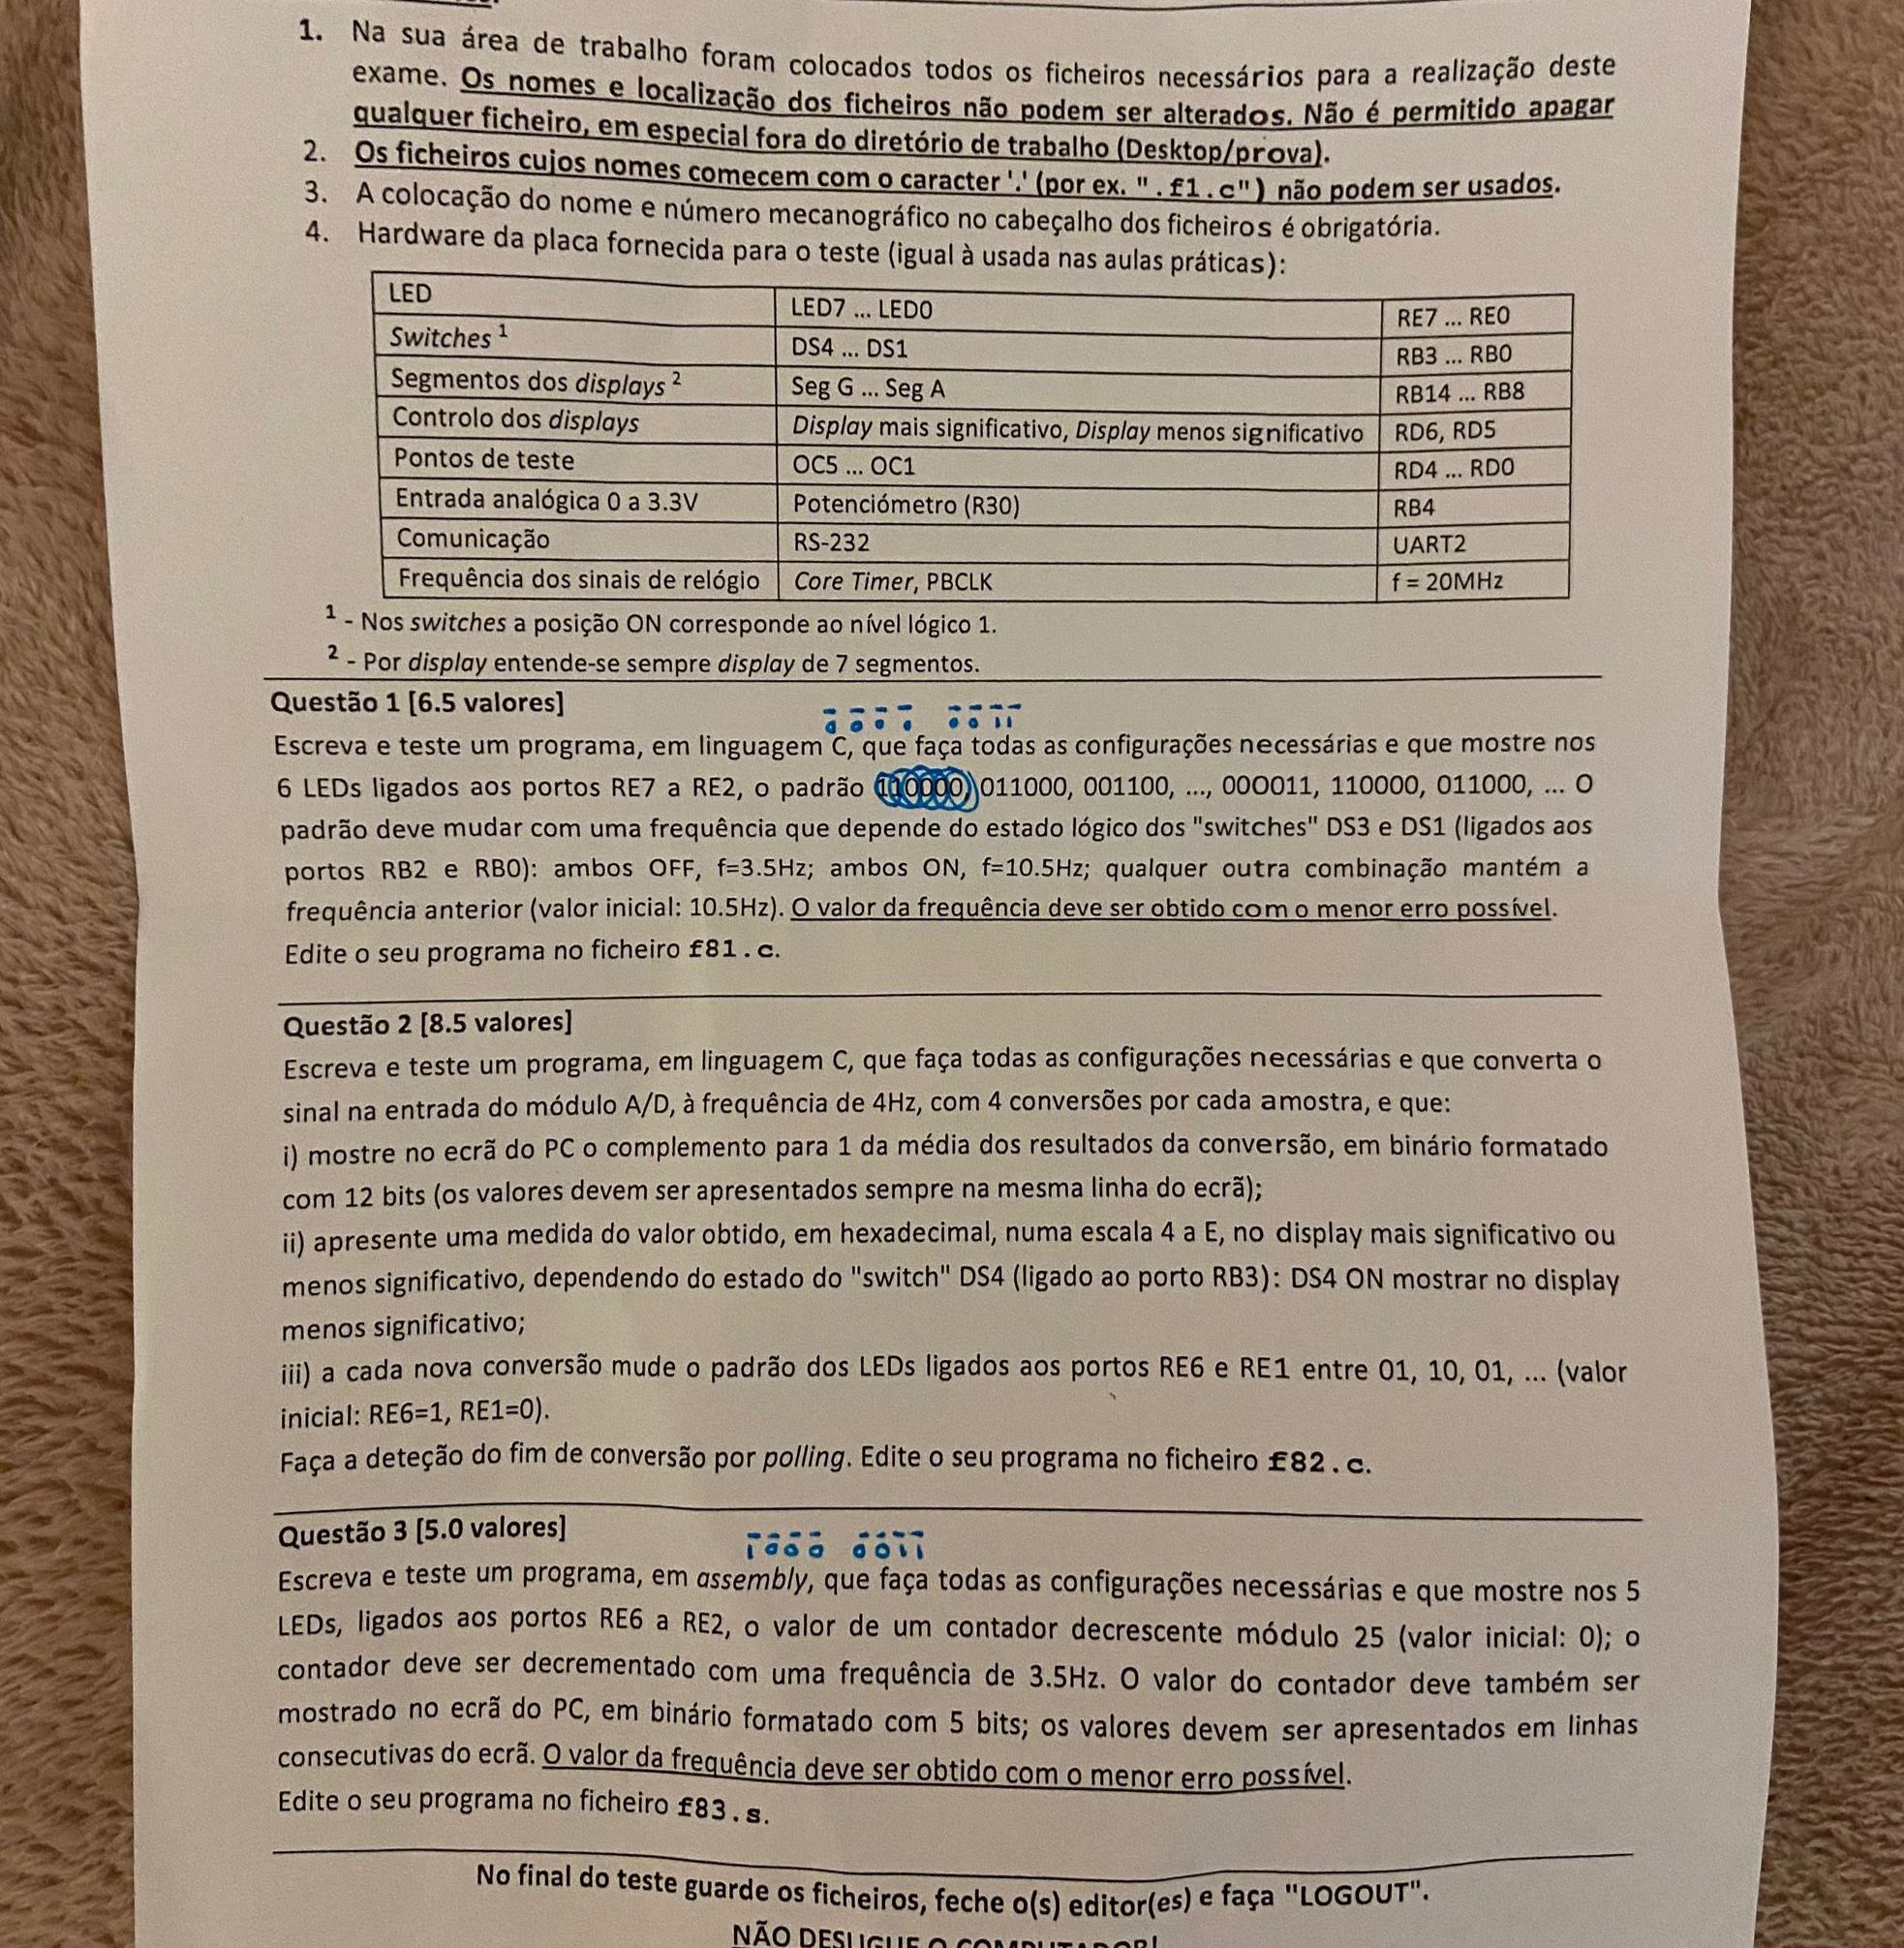 1. Na sua área de trabalho foram colocados todos os ficheiros necessários para a realização deste
exame. Os nomes e localização dos ficheiros não podem ser alterados. Não é permitido apagar
qualquer ficheiro, em especial fora do diretório de trabalho (Desktop/prova).
2. Os ficheiros cujos nomes comecem com o caracter '.' (por ex. ".f1.c") não podem ser usados.
3. A colocação do nome e número mecanográfico no cabeçalho dos ficheiros é obrigatória.
4. Hardware da placa fornecida para o teste (igual à usada nas aulas práticas):
LED LED7 ... LED0 RE7 ... RE0
Switches 1 DS4 ... DS1 RB3 ... RB0
Segmentos dos displays 2 Seg G ... Seg A RB14 ... RB8
Controlo dos displays Display mais significativo, Display menos significativo RD6, RD5
Pontos de teste OC5 ... OC1 RD4 ... RD0
Entrada analógica 0 a 3.3V Potenciómetro (R30) RB4
Comunicação RS-232 UART2
Frequência dos sinais de relógio Core Timer, PBCLK f = 20MHz
1 - Nos switches a posição ON corresponde ao nível lógico 1.
2 - Por display entende-se sempre display de 7 segmentos.
Questão 1 [6.5 valores]
0000 0011
Escreva e teste um programa, em linguagem C, que faça todas as configurações necessárias e que mostre nos
6 LEDs ligados aos portos RE7 a RE2, o padrão 110000, 011000, 001100, ..., 000011, 110000, 011000, ... O
padrão deve mudar com uma frequência que depende do estado lógico dos "switches" DS3 e DS1 (ligados aos
portos RB2 e RB0): ambos OFF, f=3.5Hz; ambos ON, f=10.5Hz; qualquer outra combinação mantém a
frequência anterior (valor inicial: 10.5Hz). O valor da frequência deve ser obtido com o menor erro possível.
Edite o seu programa no ficheiro f81.c.
Questão 2 [8.5 valores]
Escreva e teste um programa, em linguagem C, que faça todas as configurações necessárias e que converta o
sinal na entrada do módulo A/D, à frequência de 4Hz, com 4 conversões por cada amostra, e que:
i) mostre no ecrã do PC o complemento para 1 da média dos resultados da conversão, em binário formatado
com 12 bits (os valores devem ser apresentados sempre na mesma linha do ecrã);
ii) apresente uma medida do valor obtido, em hexadecimal, numa escala 4 a E, no display mais significativo ou
menos significativo, dependendo do estado do "switch" DS4 (ligado ao porto RB3): DS4 ON mostrar no display
menos significativo;
iii) a cada nova conversão mude o padrão dos LEDs ligados aos portos RE6 e RE1 entre 01, 10, 01, ... (valor
inicial: RE6=1, RE1=0).
Faça a deteção do fim de conversão por polling. Edite o seu programa no ficheiro f82.c.
Questão 3 [5.0 valores]
1000 0011
Escreva e teste um programa, em assembly, que faça todas as configurações necessárias e que mostre nos 5
LEDs, ligados aos portos RE6 a RE2, o valor de um contador decrescente módulo 25 (valor inicial: 0); o
contador deve ser decrementado com uma frequência de 3.5Hz. O valor do contador deve também ser
mostrado no ecrã do PC, em binário formatado com 5 bits; os valores devem ser apresentados em linhas
consecutivas do ecrã. O valor da frequência deve ser obtido com o menor erro possível.
Edite o seu programa no ficheiro f83.s.
No final do teste guarde os ficheiros, feche o(s) editor(es) e faça "LOGOUT".
NÃO DESLIGUE O COMPUTADOR!